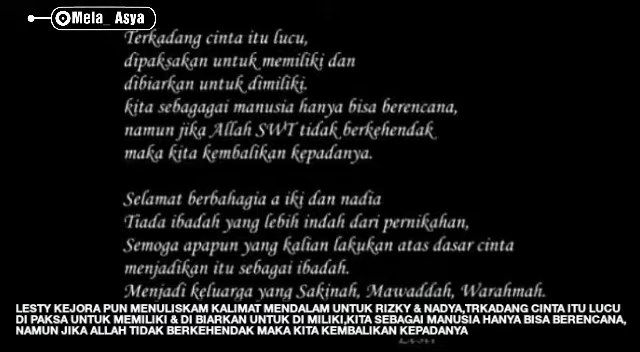 Mela_ Asya
Terkadang cinta itu lucu,
dipaksakan untuk memiliki dan
dibiarkan untuk dimiliki.
kita sebagagai manusia hanya bisa berencana,
namun jika Allah SWT tidak berkehendak
maka kita kembalikan kepadanya.
Selamat berbahagia a iki dan nadia
Tiada ibadah yang lebih indah dari pernikahan,
Semoga apapun yang kalian lakukan atas dasar cinta
menjadikan itu sebagai ibadah.
Menjadi keluarga yang Sakinah, Mawaddah, Warahmah.
LESTY KEJORA PUN MENULISKAM KALIMAT MENDALAM UNTUK RIZKY & NADYA,TRKADANG CINTA ITU LUCU
DI PAKSA UNTUK MEMILIKI & DI BIARKAN UNTUK DI MILIKI,KITA SEBAGAI MANUSIA HANYA BISA BERENCANA,
NAMUN JIKA ALLAH TIDAK BERKEHENDAK MAKA KITA KEMBALIKAN KEPADANYA